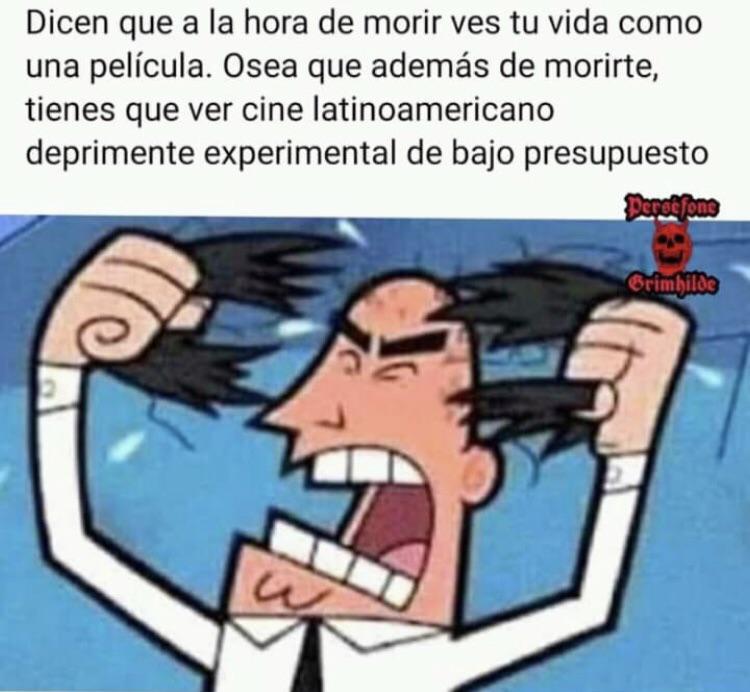 Dicen que a la hora de morir ves tu vida como
una película. Osea que además de morirte,
tienes que ver cine latinoamericano
deprimente experimental de bajo presupuesto
Persefone
Grimhilde